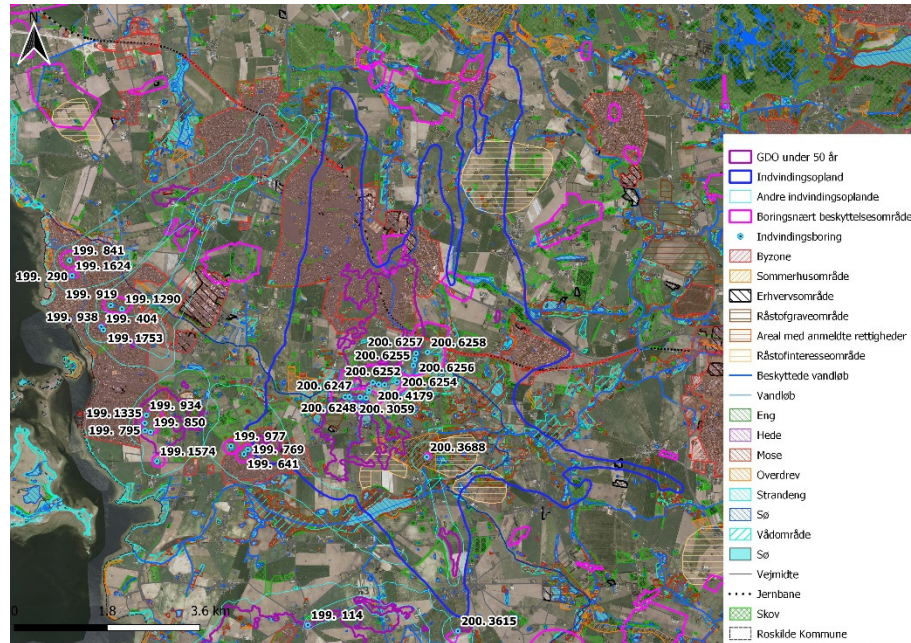 N
199. 841
199. 1624
199. 290
199. 919
199. 1290
199. 938
199. 404
199.1753
200. 6257
200. 6258
200. 6255
200. 6252
200. 6256
200. 6247
200. 6254
200. 4179
200. 6248
200. 3059
199. 1335
199. 934
199. 850
199. 795
199. 1574
199. 977
199. 769
199. 641
200. 3688
199. 114
200. 3615
0
1.8
3.6 km
GDO under 50 år
Indvindingsopland
Andre indvindingsoplande
Boringsnært beskyttelsesområde
Indvindingsboring
Byzone
Sommerhusområde
Erhvervsområde
Råstofgraveområde
Areal med anmeldte rettigheder
Råstofinteresseområde
Beskyttede vandløb
Vandløb
Eng
Hede
Mose
Overdrev
Strandeng
Sø
Vådområde
Sø
Vejmidte
Jernbane
Skov
Roskilde Kommune